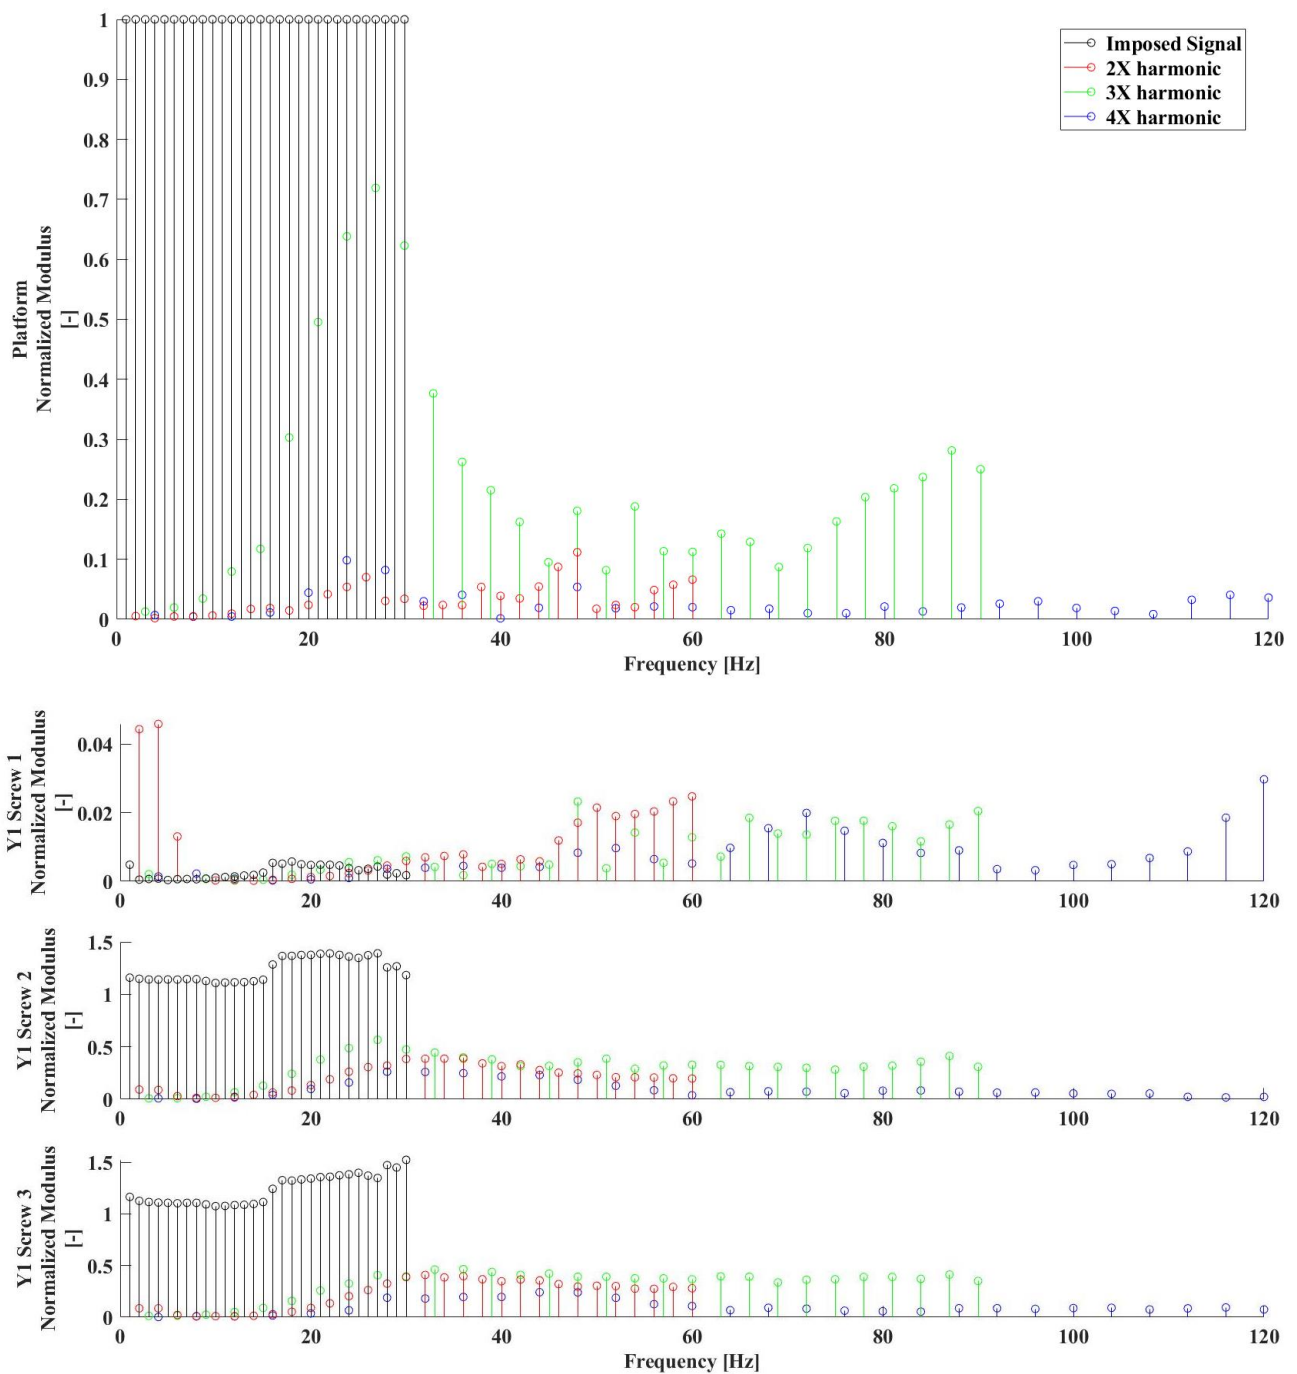 1
0.9
0.8
0.7
0.6
0.5
0.4
0.3
0.2
0.1
0
Platform
Normalized Modulus
[-]
Imposed Signal
2X harmonic
3X harmonic
4X harmonic
0 20 40 60 80 100 120
Frequency [Hz]
Y1 Screw 1
Normalized Modulus
[-]
0.04
0.02
0
0 20 40 60 80 100 120
Y1 Screw 2
Normalized Modulus
[-]
1.5
1
0.5
0
0 20 40 60 80 100 120
Y1 Screw 3
Normalized Modulus
[-]
1.5
1
0.5
0
0 20 40 60 80 100 120
Frequency [Hz]